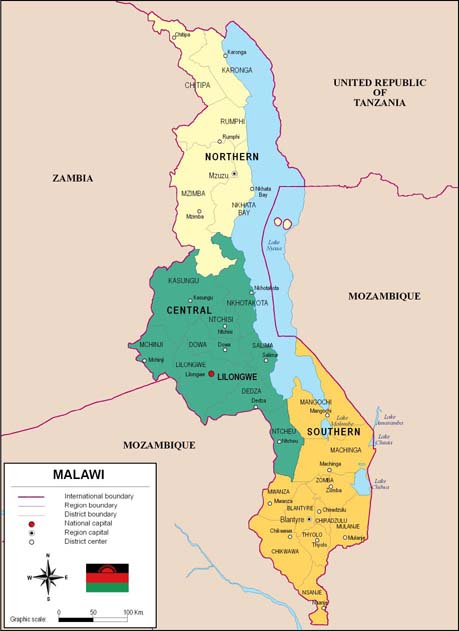 Chitipa
Karonga
KARONGA
CHITIPA
UNITED REPUBLIC
OF
TANZANIA
RUMPHI
Rumphi
NORTHERN
Mzuzu
ZAMBIA
MZIMBA
Nkhata
Bay
Mzimba
NKHATA
BAY
Lake
Nyasa
KASUNGU
Kasungu
Nkhotakota
NKHOTAKOTA
MOZAMBIQUE
CENTRAL
NTCHISI
Ntchisi
MCHINJI
Mchinji
DOWA
Dowa
SALIMA
Salima
LILONGWE
Lilongwe
LILONGWE
DEDZA
Dedza
MANGOCHI
Mangochi
Lake
Malombe
Lake
Amaramba
Lake
Chiuta
NTCHEU
Ntcheu
SOUTHERN
MOZAMBIQUE
MACHINGA
Machinga
Lake
Chilwa
ZOMBA
Zomba
MWANZA
Mwanza
BLANTYRE
Blantyre
Chiradzulu
CHIRADZULU
MULANJE
Mulanje
Chikwawa
THYOLO
Thyolo
CHIKWAWA
NSANJE
Nsanje
MALAWI
International boundary
Region boundary
District boundary
National capital
Region capital
District center
N
W
E
S
Graphic scale:
0
50
100 Km.